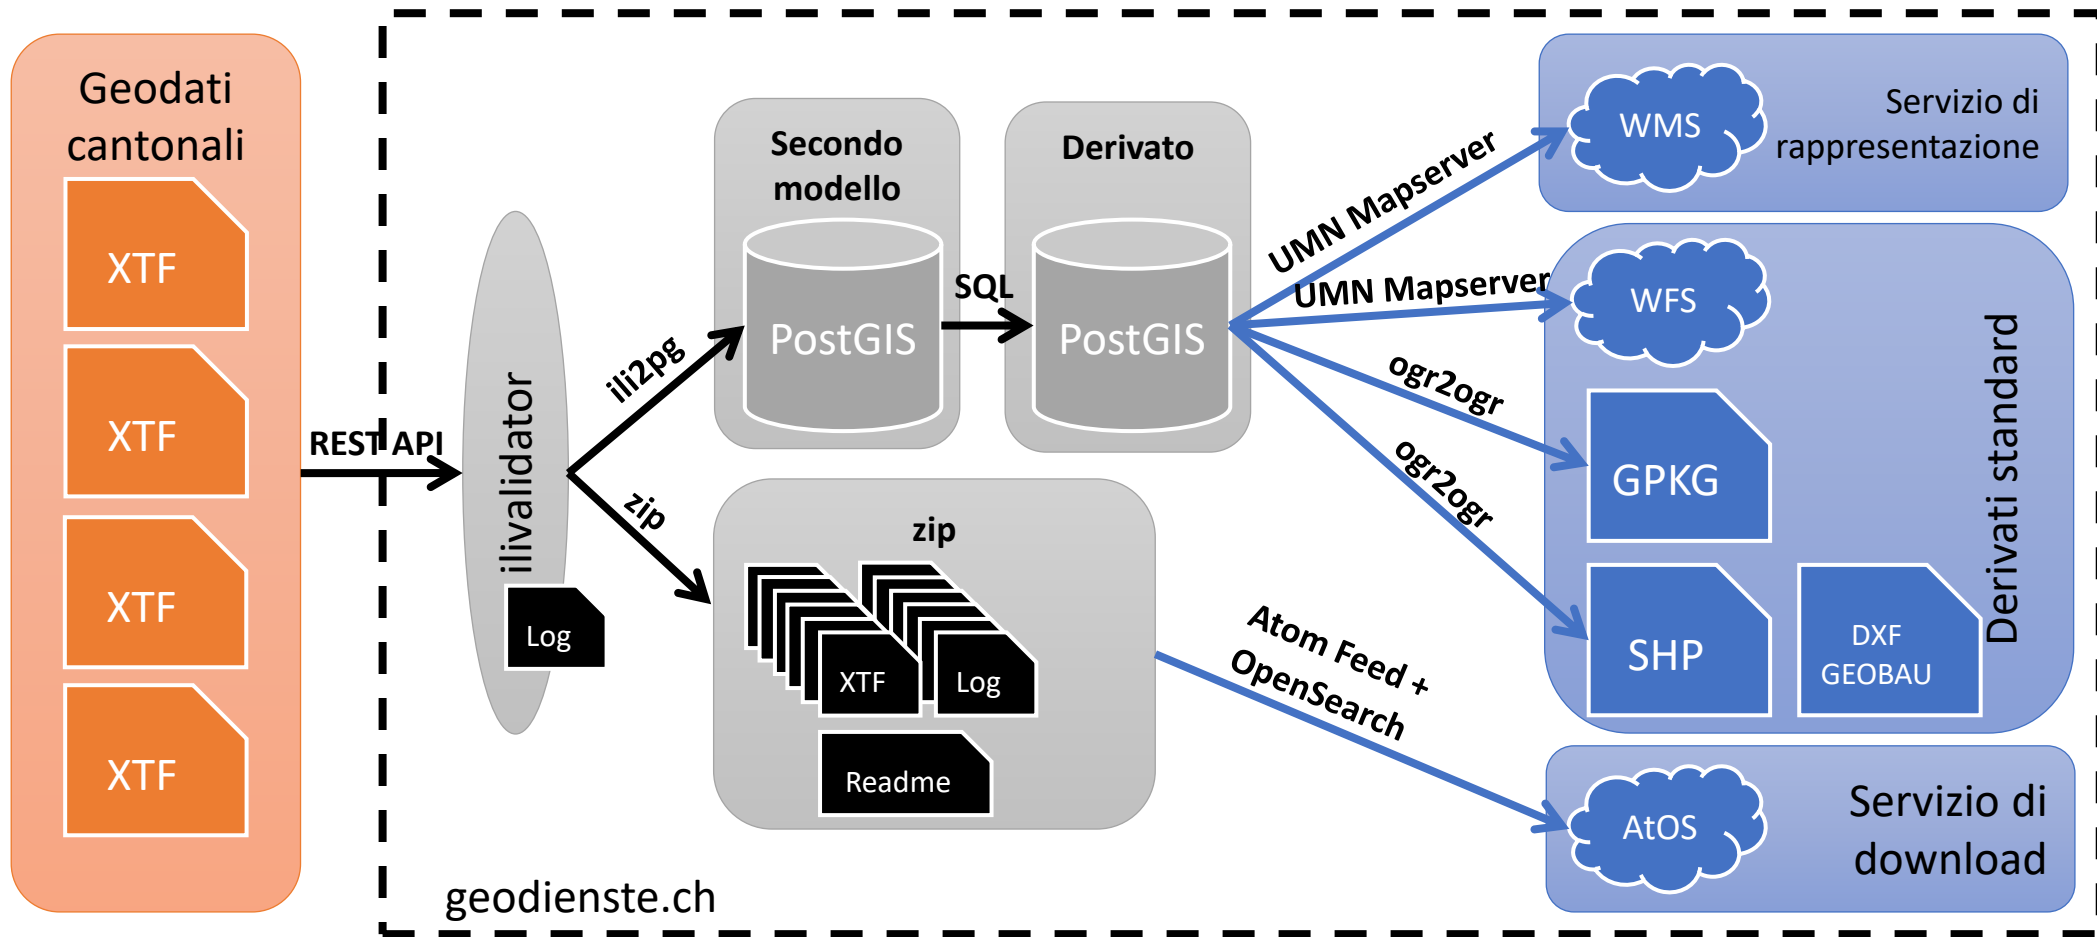 Geodati
cantonali
XTF
XTF
XTF
XTF
REST API
ilivalidator
Log
ili2pg
zip
Secondo
modello
PostGIS
SQL
Derivato
PostGIS
zip
XTF
Log
Readme
UMN Mapserver
UMN Mapserver
ogr2ogr
ogr2ogr
Atom Feed +
OpenSearch
WMS
Servizio di
rappresentazione
WFS
GPKG
SHP
DXF
GEOBAU
Derivati standard
AtOS
Servizio di
download
geodienste.ch